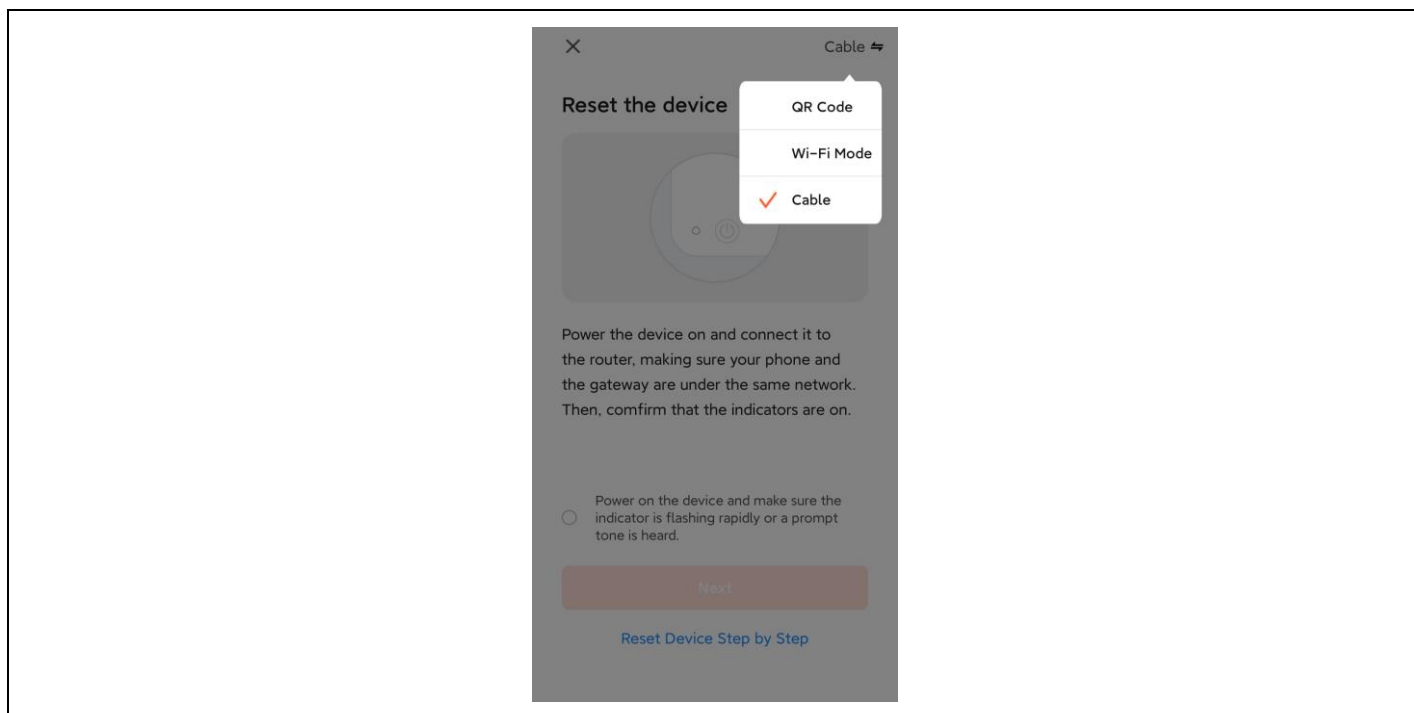 Cable
Reset the device
QR Code
Wi-Fi Mode
Cable
Power the device on and connect it to
the router, making sure your phone and
the gateway are under the same network.
Then, comfirm that the indicators are on.
Power on the device and make sure the
indicator is flashing rapidly or a prompt
tone is heard.
Next
Reset Device Step by Step